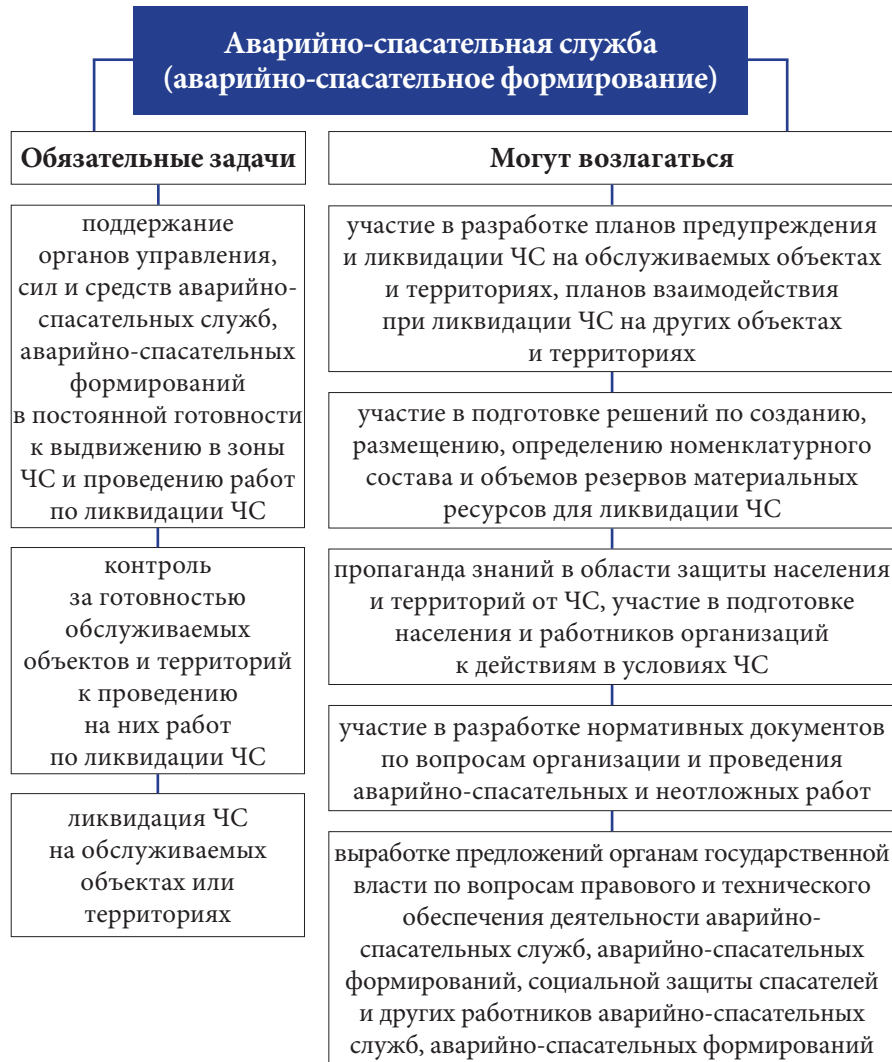 Аварийно-спасательная служба
(аварийно-спасательное формирование)
Обязательные задачи
поддержание
органов управления,
сил и средств аварийно-
спасательных служб,
аварийно-спасательных
формирований
в постоянной готовности
к выдвижению в зоны
ЧС и проведению работ
по ликвидации ЧС
контроль
за готовностью
обслуживаемых
объектов и территорий
к проведению
на них работ
по ликвидации ЧС
ликвидация ЧС
на обслуживаемых
объектах или
территориях
Могут возлагаться
участие в разработке планов предупреждения
и ликвидации ЧС на обслуживаемых объектах
и территориях, планов взаимодействия
при ликвидации ЧС на других объектах
и территориях
участие в подготовке решений по созданию,
размещению, определению номенклатурного
состава и объемов резервов материальных
ресурсов для ликвидации ЧС
пропаганда знаний в области защиты населения
и территорий от ЧС, участие в подготовке
населения и работников организаций
к действиям в условиях ЧС
участие в разработке нормативных документов
по вопросам организации и проведения
аварийно-спасательных и неотложных работ
выработке предложений органам государственной
власти по вопросам правового и технического
обеспечения деятельности аварийно-
спасательных служб, аварийно-спасательных
формирований, социальной защиты спасателей
и других работников аварийно-спасательных
служб, аварийно-спасательных формирований